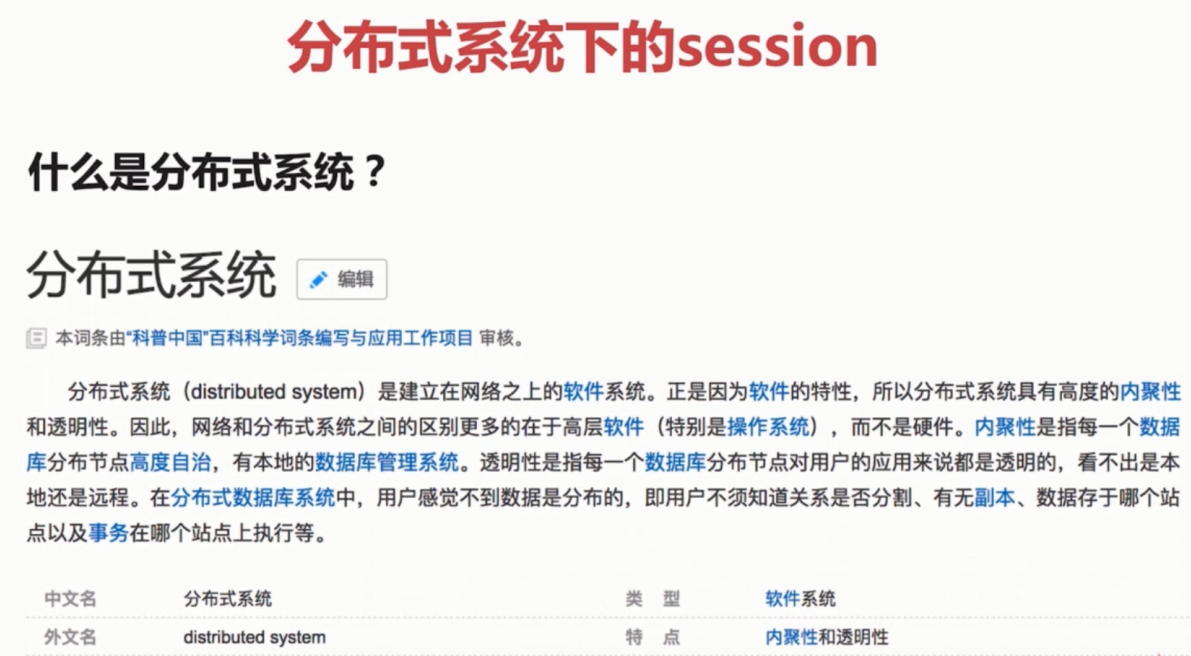 分布式系统下的session
什么是分布式系统？
分布式系统 编辑
本词条由“科普中国”百科科学词条编写与应用工作项目 审核。
分布式系统（distributed system）是建立在网络之上的软件系统。正是因为软件的特性，所以分布式系统具有高度的内聚性
和透明性。因此，网络和分布式系统之间的区别更多的在于高层软件（特别是操作系统），而不是硬件。内聚性是指每一个数据
库分布节点高度自治，有本地的数据库管理系统。透明性是指每一个数据库分布节点对用户的应用来说都是透明的，看不出是本
地还是远程。在分布式数据库系统中，用户感觉不到数据是分布的，即用户不须知道关系是否分割、有无副本、数据存于哪个站
点以及事务在哪个站点上执行等。
中文名 分布式系统 类 型 软件系统
外文名 distributed system 特 点 内聚性和透明性